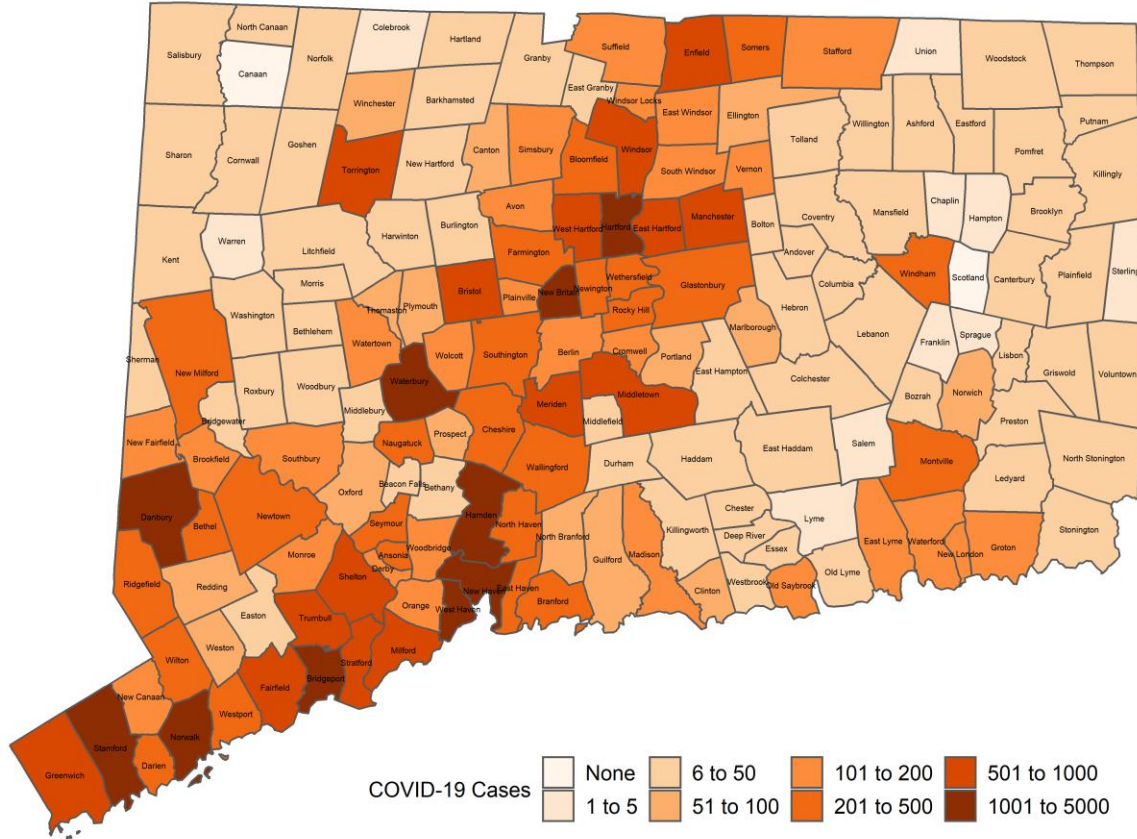 North Canaan
Colebrook
Hartland
Suffield
Enfield
Somers
Stafford
Union
Salisbury
Canaan
Norfolk
Granby
Woodstock
Thompson
East Granby
Windsor Locks
Winchester
Barkhamsted
East Windsor
Ellington
Willington
Ashford
Eastford
Putnam
Sharon
Cornwall
Goshen
Torrington
New Hartford
Canton
Simsbury
Bloomfield
Windsor
South Windsor
Vernon
Tolland
Pomfret
Killingly
Kent
Warren
Litchfield
Harwinton
Burlington
Avon
West Hartford
Hartford
East Hartford
Manchester
Bolton
Coventry
Mansfield
Chaplin
Hampton
Brooklyn
Farmington
Andover
Morris
Washington
Bethlehem
Thomaston
Plymouth
Bristol
Plainville
New Britain
Newington
Wethersfield
Glastonbury
Rocky Hill
Hebron
Columbia
Windham
Scotland
Canterbury
Plainfield
Sterling
Sherman
New Milford
Roxbury
Woodbury
Watertown
Wolcott
Southington
Berlin
Cromwell
Portland
Marlborough
East Hampton
Colchester
Lebanon
Franklin
Sprague
Lisbon
Griswold
Voluntown
Bridgewater
Middlebury
Waterbury
Meriden
Middletown
Middlefield
Bozrah
Norwich
Preston
New Fairfield
Brookfield
Southbury
Naugatuck
Prospect
Cheshire
Wallingford
Durham
Haddam
East Haddam
Salem
Montville
Ledyard
North Stonington
Danbury
Bethel
Newtown
Oxford
Beacon Falls
Bethany
Hamden
North Haven
Seymour
Ansonia
Derby
Woodbridge
North Branford
Guilford
Madison
Killingworth
Chester
Deep River
Essex
Lyme
East Lyme
Waterford
New London
Groton
Stonington
Ridgefield
Redding
Monroe
Shelton
Orange
West Haven
New Haven
East Haven
Branford
Clinton
Westbrook
Old Saybrook
Old Lyme
Easton
Weston
Trumbull
Wilton
Fairfield
Bridgeport
Stratford
Milford
New Canaan
Westport
Greenwich
Stamford
Darien
Norwalk
COVID-19 Cases
None
6 to 50
101 to 200
501 to 1000
1 to 5
51 to 100
201 to 500
1001 to 5000